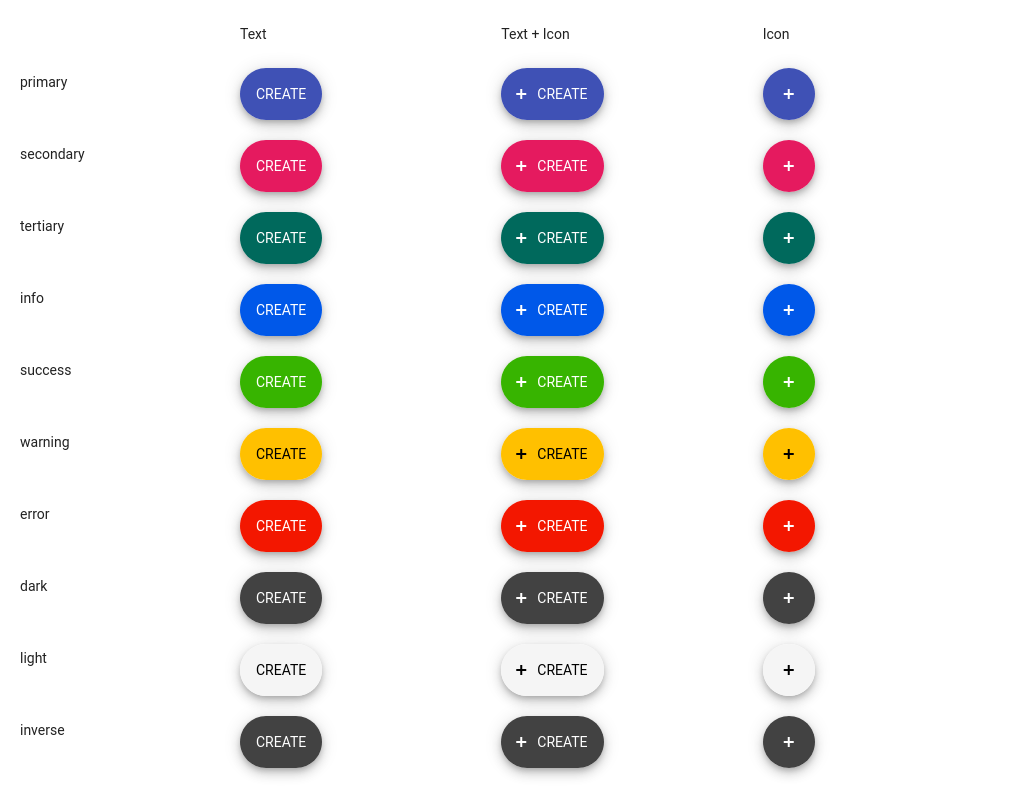 Text Text + Icon Icon
primary CREATE + CREATE +
secondary CREATE + CREATE +
tertiary CREATE + CREATE +
info CREATE + CREATE +
success CREATE + CREATE +
warning CREATE + CREATE +
error CREATE + CREATE +
dark CREATE + CREATE +
light CREATE + CREATE +
inverse CREATE + CREATE +